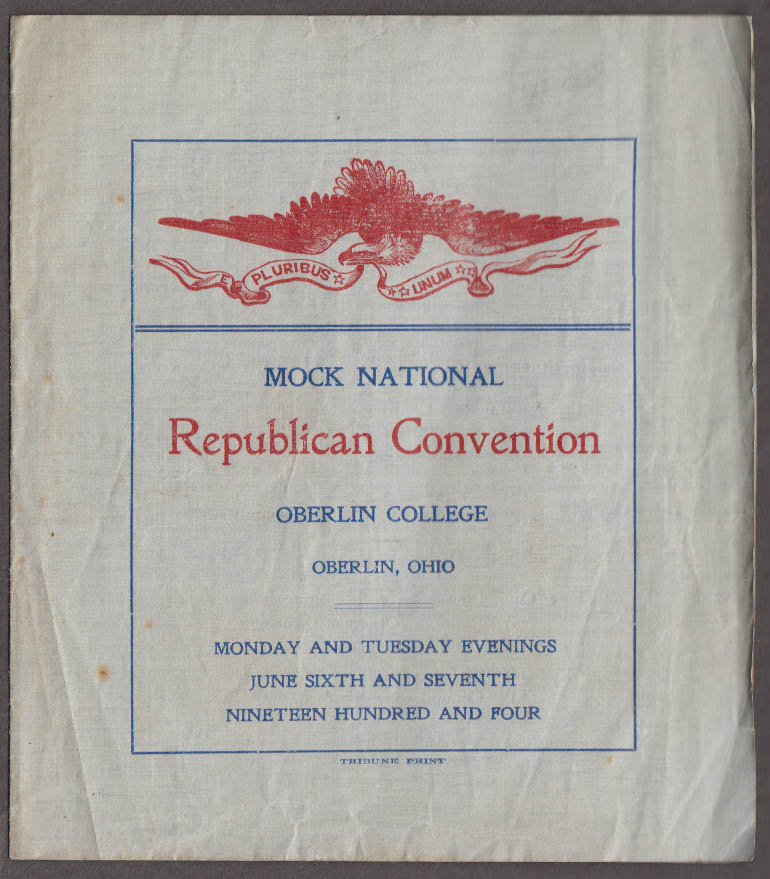 E PLURIBUS UNUM
MOCK NATIONAL
Republican Convention
OBERLIN COLLEGE
OBERLIN, OHIO
MONDAY AND TUESDAY EVENINGS
JUNE SIXTH AND SEVENTH
NINETEEN HUNDRED AND FOUR
TRIBUNE PRINT